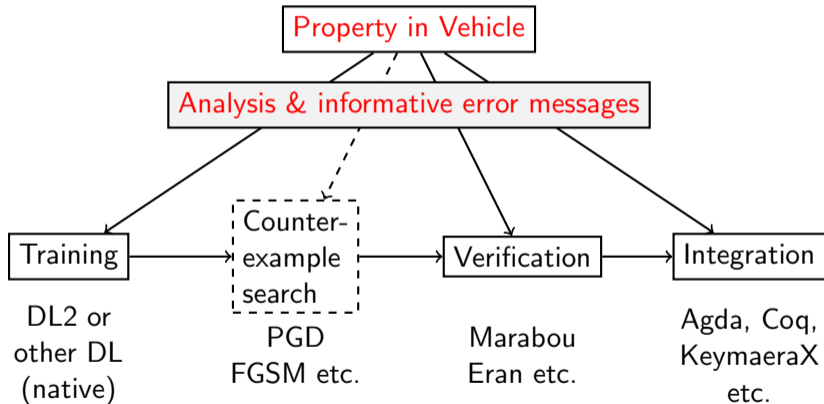 Property in Vehicle
Analysis & informative error messages
Training
Counter-
example
search
Verification
Integration
DL2 or
other DL
(native)
PGD
FGSM etc.
Marabou
Eran etc.
Agda, Coq,
KeymaeraX
etc.